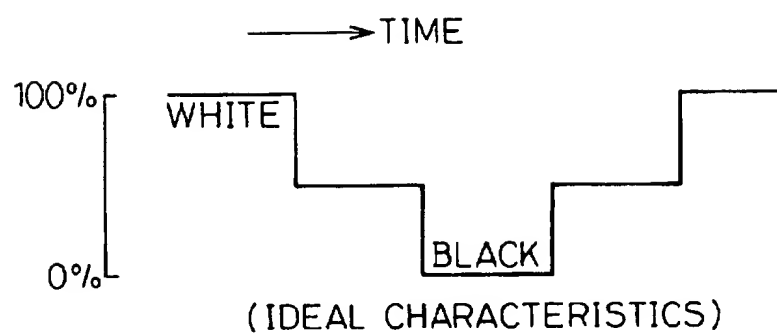 TIME
100%
WHITE
BLACK
0%
(IDEAL CHARACTERISTICS)